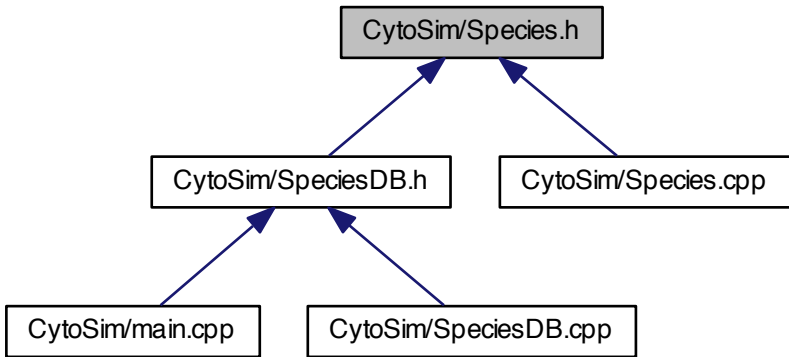 CytoSim/Species.h
CytoSim/SpeciesDB.h
CytoSim/Species.cpp
CytoSim/main.cpp
CytoSim/SpeciesDB.cpp